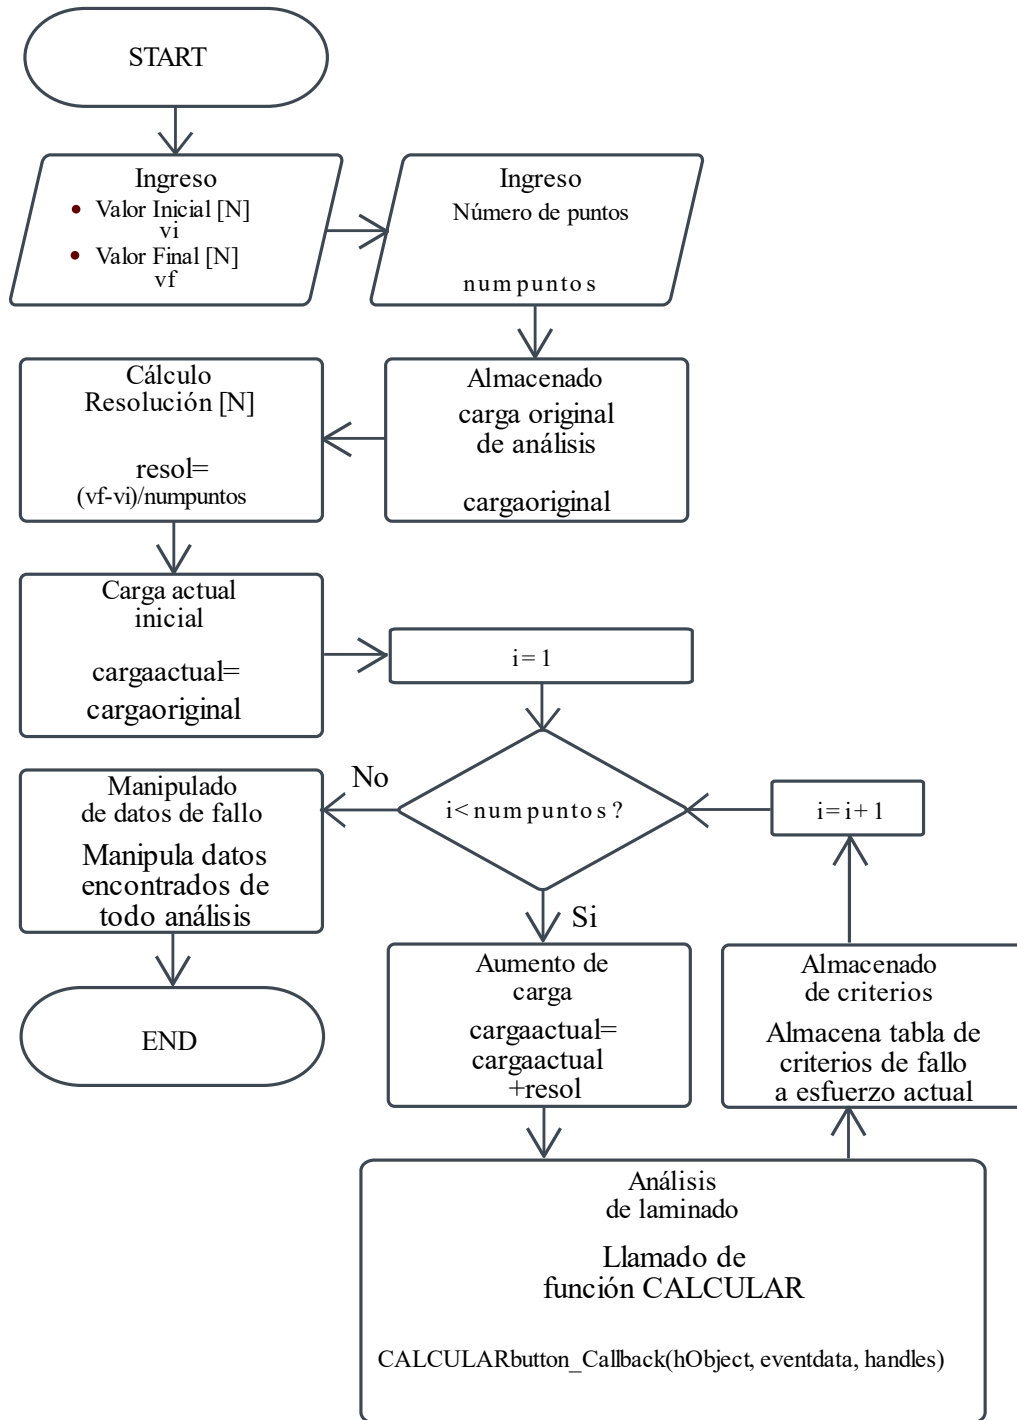 START
Ingreso
• Valor Inicial [N]
vi
• Valor Final [N]
vf
Ingreso
Número de puntos
numpuntos
Almacenado
carga original
de análisis
cargaoriginal
Cálculo
Resolución [N]
resol=
(vf-vi)/numpuntos
Carga actual
inicial
cargaactual=
cargaoriginal
i=1
i<numpuntos?
No
Manipulado
de datos de fallo
Manipula datos
encontrados de
todo análisis
END
Si
Aumento de
carga
cargaactual=
cargaactual
+resol
Análisis
de laminado
Llamado de
función CALCULAR
CALCULARbutton_Callback(hObject, eventdata, handles)
Almacenado
de criterios
Almacena tabla de
criterios de fallo
a esfuerzo actual
i=i+1